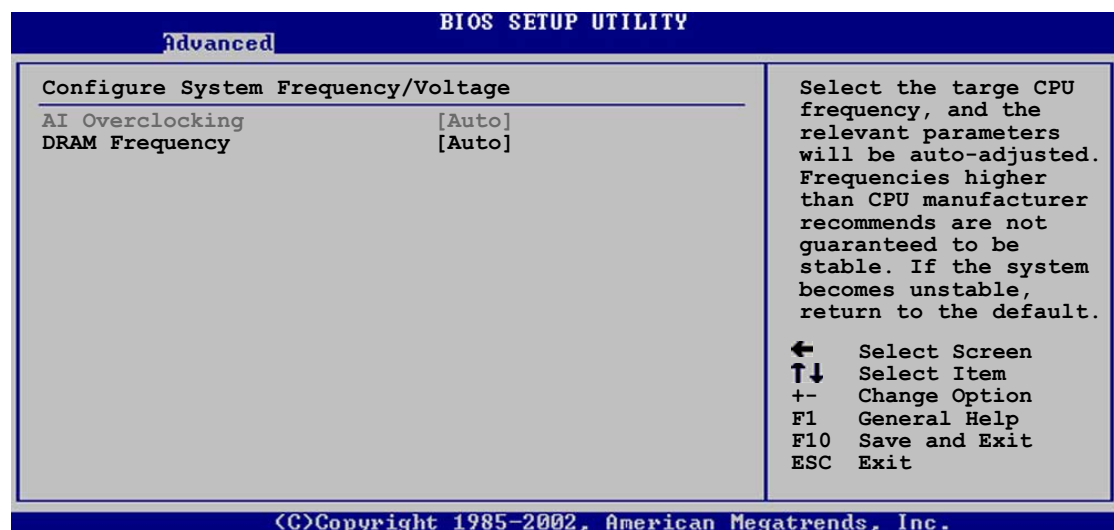 BIOS SETUP UTILITY
Advanced
Configure System Frequency/Voltage
AI Overclocking [Auto]
DRAM Frequency [Auto]
Select the targe CPU
frequency, and the
relevant parameters
will be auto-adjusted.
Frequencies higher
than CPU manufacturer
recommends are not
guaranteed to be
stable. If the system
becomes unstable,
return to the default.
← Select Screen
↑↓ Select Item
+- Change Option
F1 General Help
F10 Save and Exit
ESC Exit
(C)Copyright 1985-2002, American Megatrends, Inc.